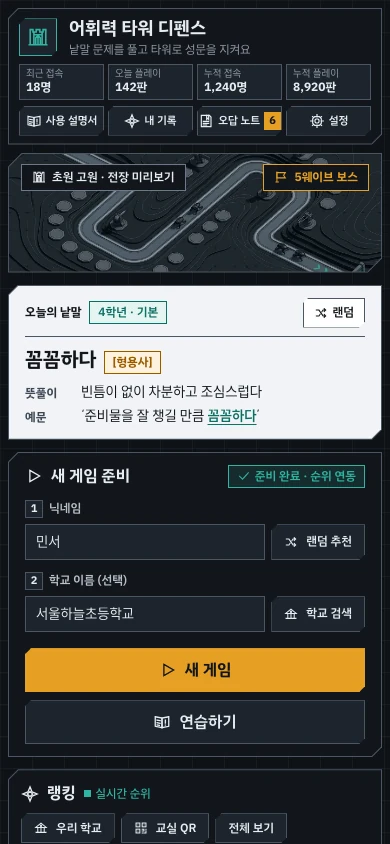 어휘력 타워 디펜스
낱말 문제를 풀고 타워로 성문을 지켜요
최근 접속 오늘 플레이 누적 접속 누적 플레이
18명 142판 1,240명 8,920판
사용 설명서 내 기록 오답 노트 6 설정
초원 고원 · 전장 미리보기 5웨이브 보스
오늘의 낱말 4학년 · 기본 랜덤
꼼꼼하다 [형용사]
뜻풀이 빈틈이 없이 차분하고 조심스럽다
예문 ‘준비물을 잘 챙길 만큼 꼼꼼하다’
새 게임 준비 준비 완료 · 순위 연동
1 닉네임
민서 랜덤 추천
2 학교 이름 (선택)
서울하늘초등학교 학교 검색
새 게임
연습하기
랭킹 실시간 순위
우리 학교 교실 QR 전체 보기